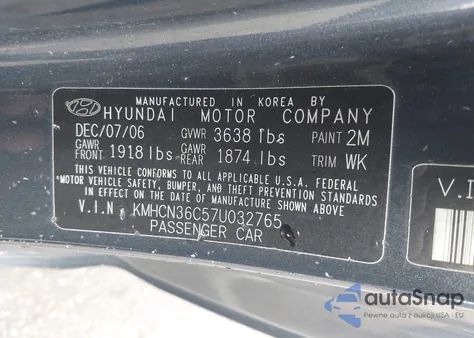 MANUFACTURED IN KOREA BY
HYUNDAI MOTOR COMPANY
DEC/07/06 GVWR 3638 lbs PAINT 2M
GAWR FRONT 1918 lbs GAWR REAR 1874 lbs TRIM WK
THIS VEHICLE CONFORMS TO ALL APPLICABLE U.S.A. FEDERAL
*MOTOR VEHICLE SAFETY, BUMPER, AND THEFT PREVENTION
STANDARDS IN EFFECT ON THE DATE OF MANUFACTURE
SHOWN ABOVE.
V.I.N: KMHCN36C57U032765
PASSENGER CAR
V.I
autoSnap
Pewne auta z USA i EU